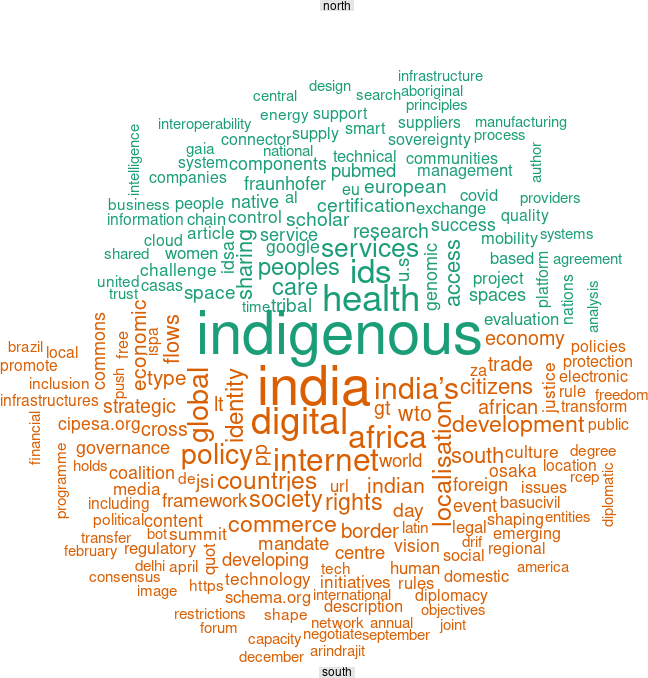 north
infrastructure
design
aboriginal
central
search
principles
energy
support
interoperability
suppliers
manufacturing
connector
supply
smart
sovereignty
process
intelligence
gaia
national
technical
communities
author
system
components
pubmed
management
companies
fraunhofer
eu
european
business
people
native
al
certification
covid
providers
information
chain
control
scholar
exchange
quality
article
service
research
success
mobility
systems
cloud
google
services
shared
women
idsa
sharing
peoples
ids
u.s
genomic
access
based
platform
agreement
challenge
care
project
nations
united
casas
space
health
spaces
analysis
trust
time
tribal
evaluation
indigenous
commons
economic
flows
economy
brazil
local
free
ispa
policies
promote
push
type
global
india
trade
protection
inclusion
identity
india's
za
citizens
justice
electronic
infrastructures
strategic
lt
digital
gt
wto
african
rule
freedom
transform
financial
cipesa.org
cross
africa
localisation
development
public
governance
policy
pp
internet
world
south
culture
degree
programme
holds
coalition
de
jsi
countries
url
indian
foreign
osaka
location
rcep
diplomatic
media
issues
including
framework
society
rights
day
event
basucivil
political
content
commerce
border
latin
legal
shaping
entities
transfer
bot
summit
mandate
vision
drif
emerging
february
regulatory
quot
developing
centre
social
regional
delhi
april
tech
human
america
consensus
technology
initiatives
rules
domestic
image
https
schema.org
international
diplomacy
restrictions
shape
description
objectives
forum
network
annual
joint
capacity
negotiate
september
december
arindrajit
south